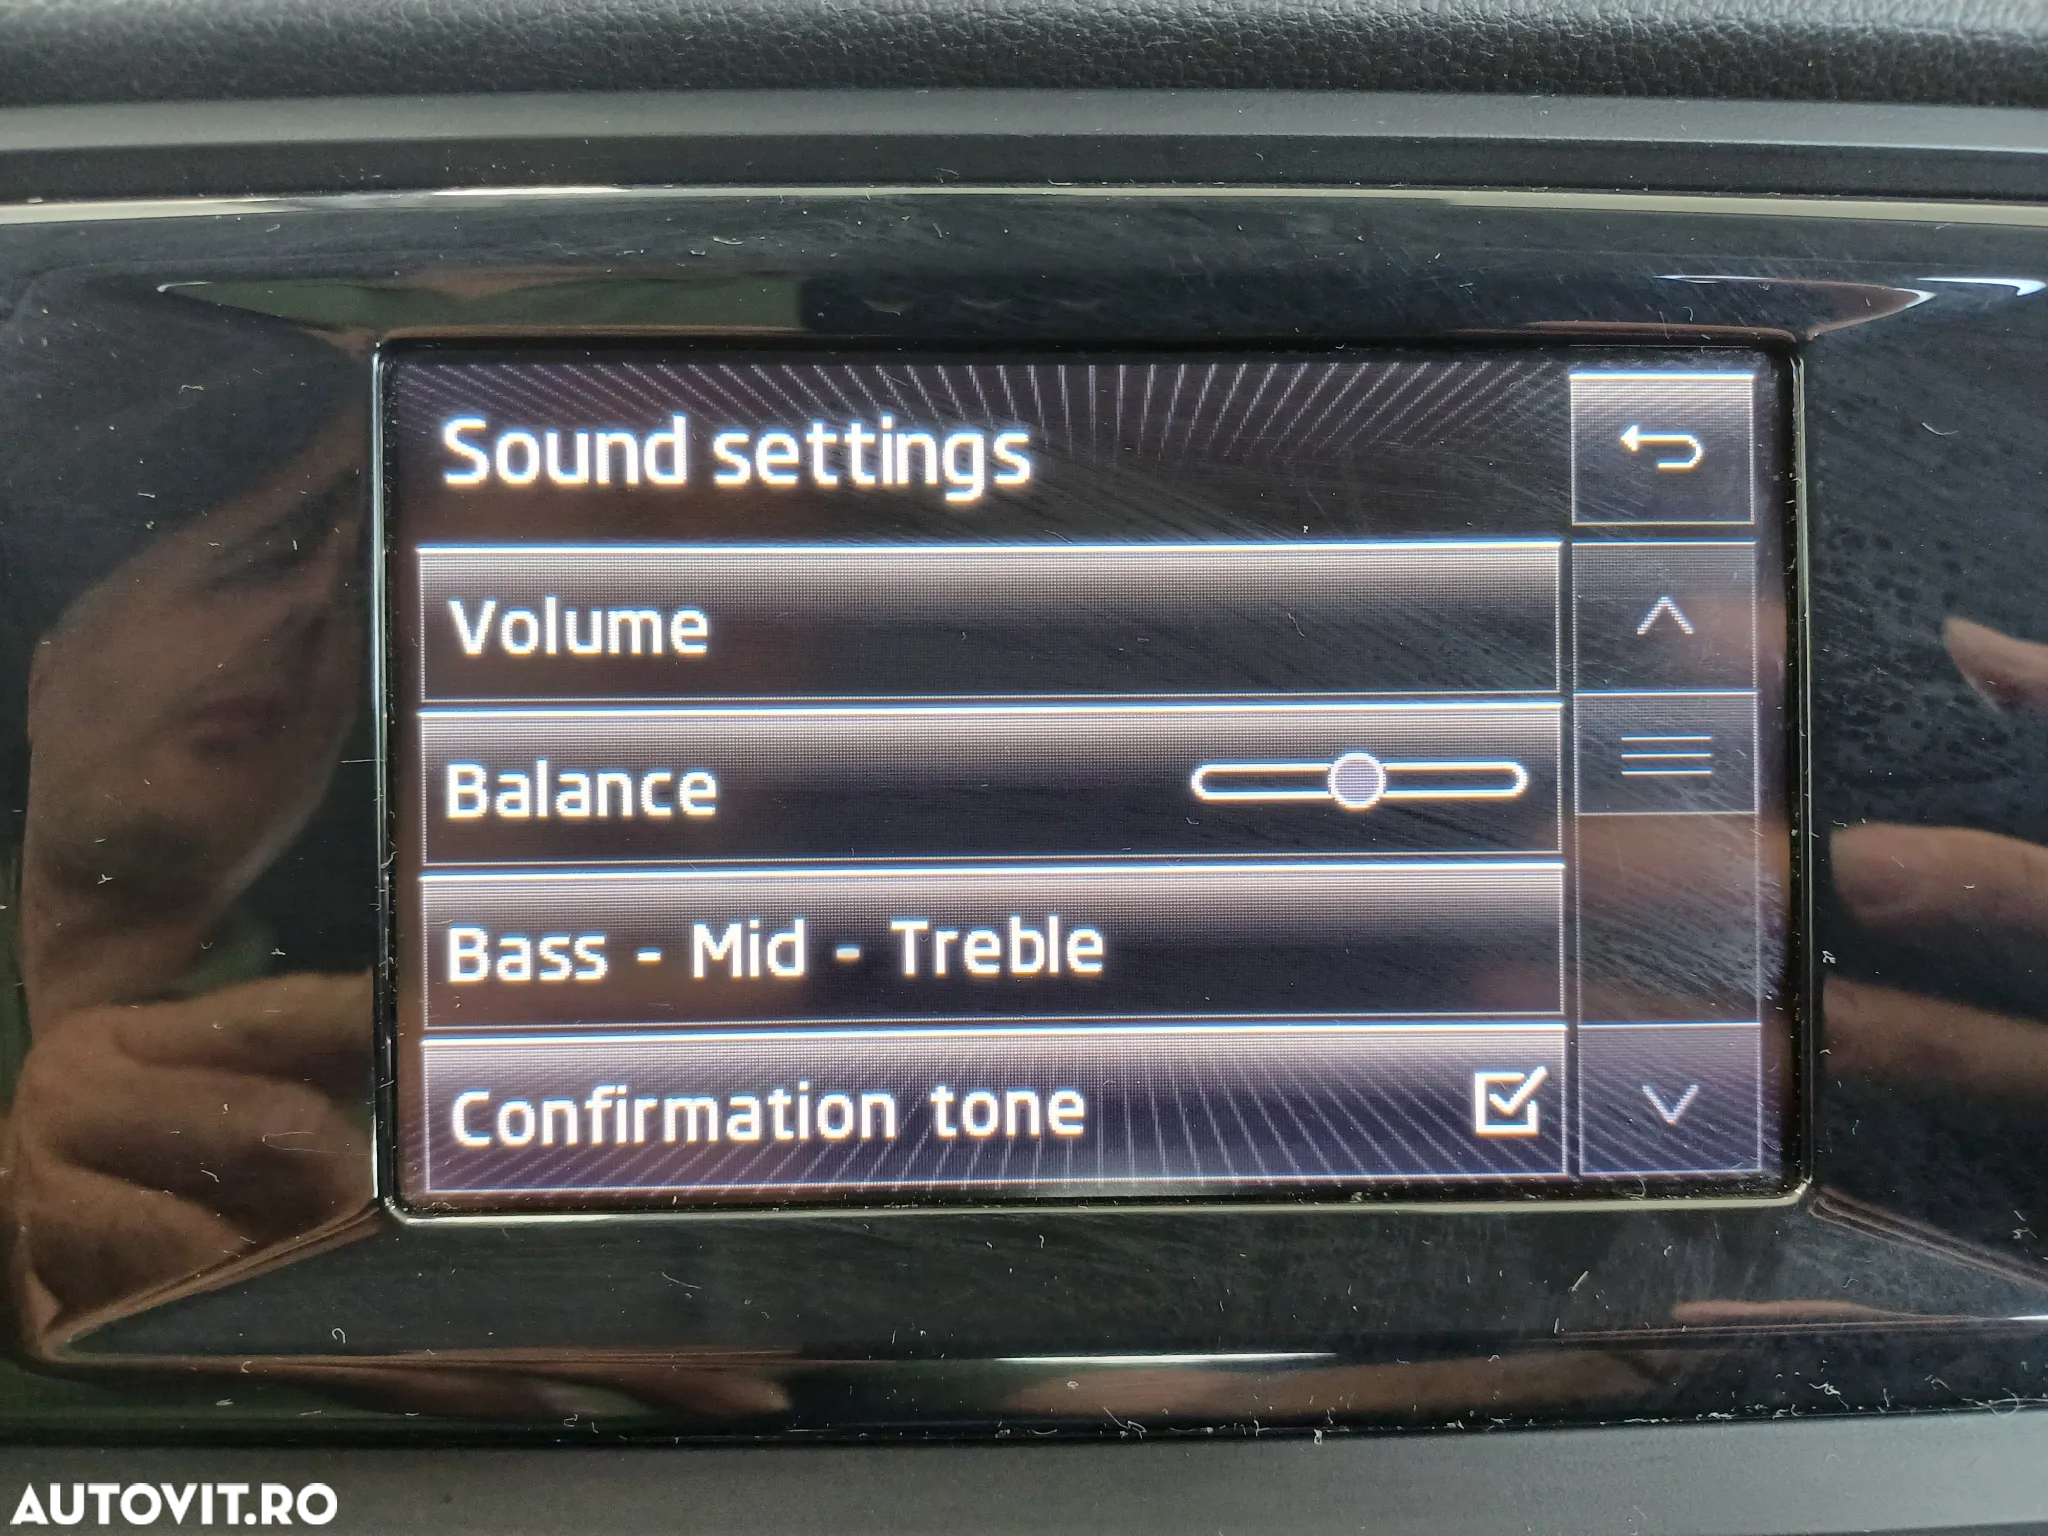 Sound settings
Volume
Balance
Bass - Mid - Treble
Confirmation tone
AUTOVIT.RO